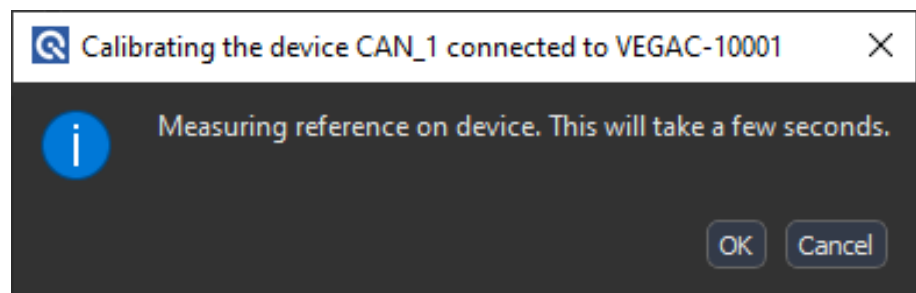 Calibrating the device CAN_1 connected to VEGAC-10001
Measuring reference on device. This will take a few seconds.
OK Cancel